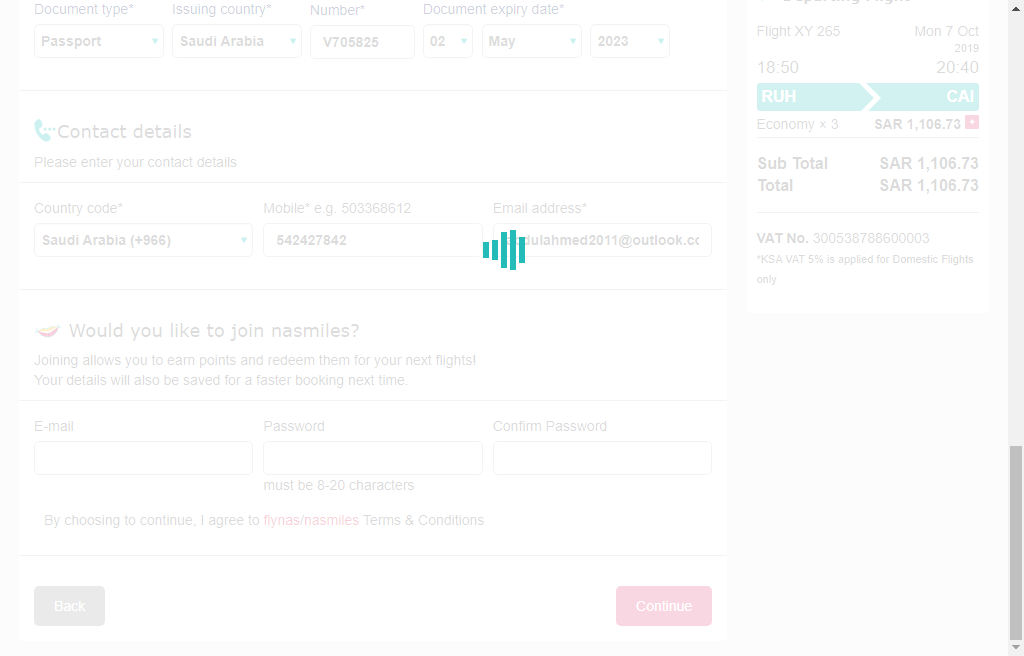 Document type* Issuing country* Number* Document expiry date*
Passport Saudi Arabia V705825 02 May 2023
Contact details
Please enter your contact details
Country code* Mobile* e.g. 503368612 Email address*
Saudi Arabia (+966) 542427842 abdulahmed2011@outlook.cc
Would you like to join nasmiles?
Joining allows you to earn points and redeem them for your next flights!
Your details will also be saved for a faster booking next time.
E-mail Password Confirm Password
must be 8-20 characters
By choosing to continue, I agree to flynas/nasmiles Terms & Conditions
Back Continue
Departing Flight
Flight XY 265 Mon 7 Oct
2019
18:50 20:40
RUH CAI
Economy × 3 SAR 1,106.73 +
Sub Total SAR 1,106.73
Total SAR 1,106.73
VAT No. 300538788600003
*KSA VAT 5% is applied for Domestic Flights
only